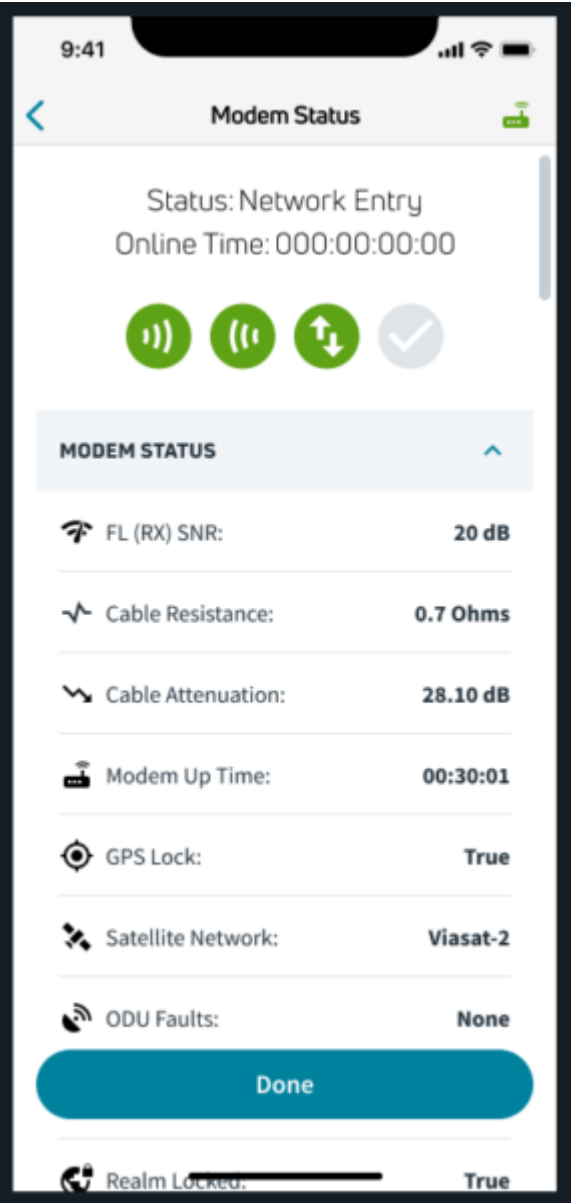 9:41
Modem Status
Status: Network Entry
Online Time: 000:00:00:00
MODEM STATUS
FL (RX) SNR: 20 dB
Cable Resistance: 0.7 Ohms
Cable Attenuation: 28.10 dB
Modem Up Time: 00:30:01
GPS Lock: True
Satellite Network: Viasat-2
ODU Faults: None
Done
Realm Locked: True